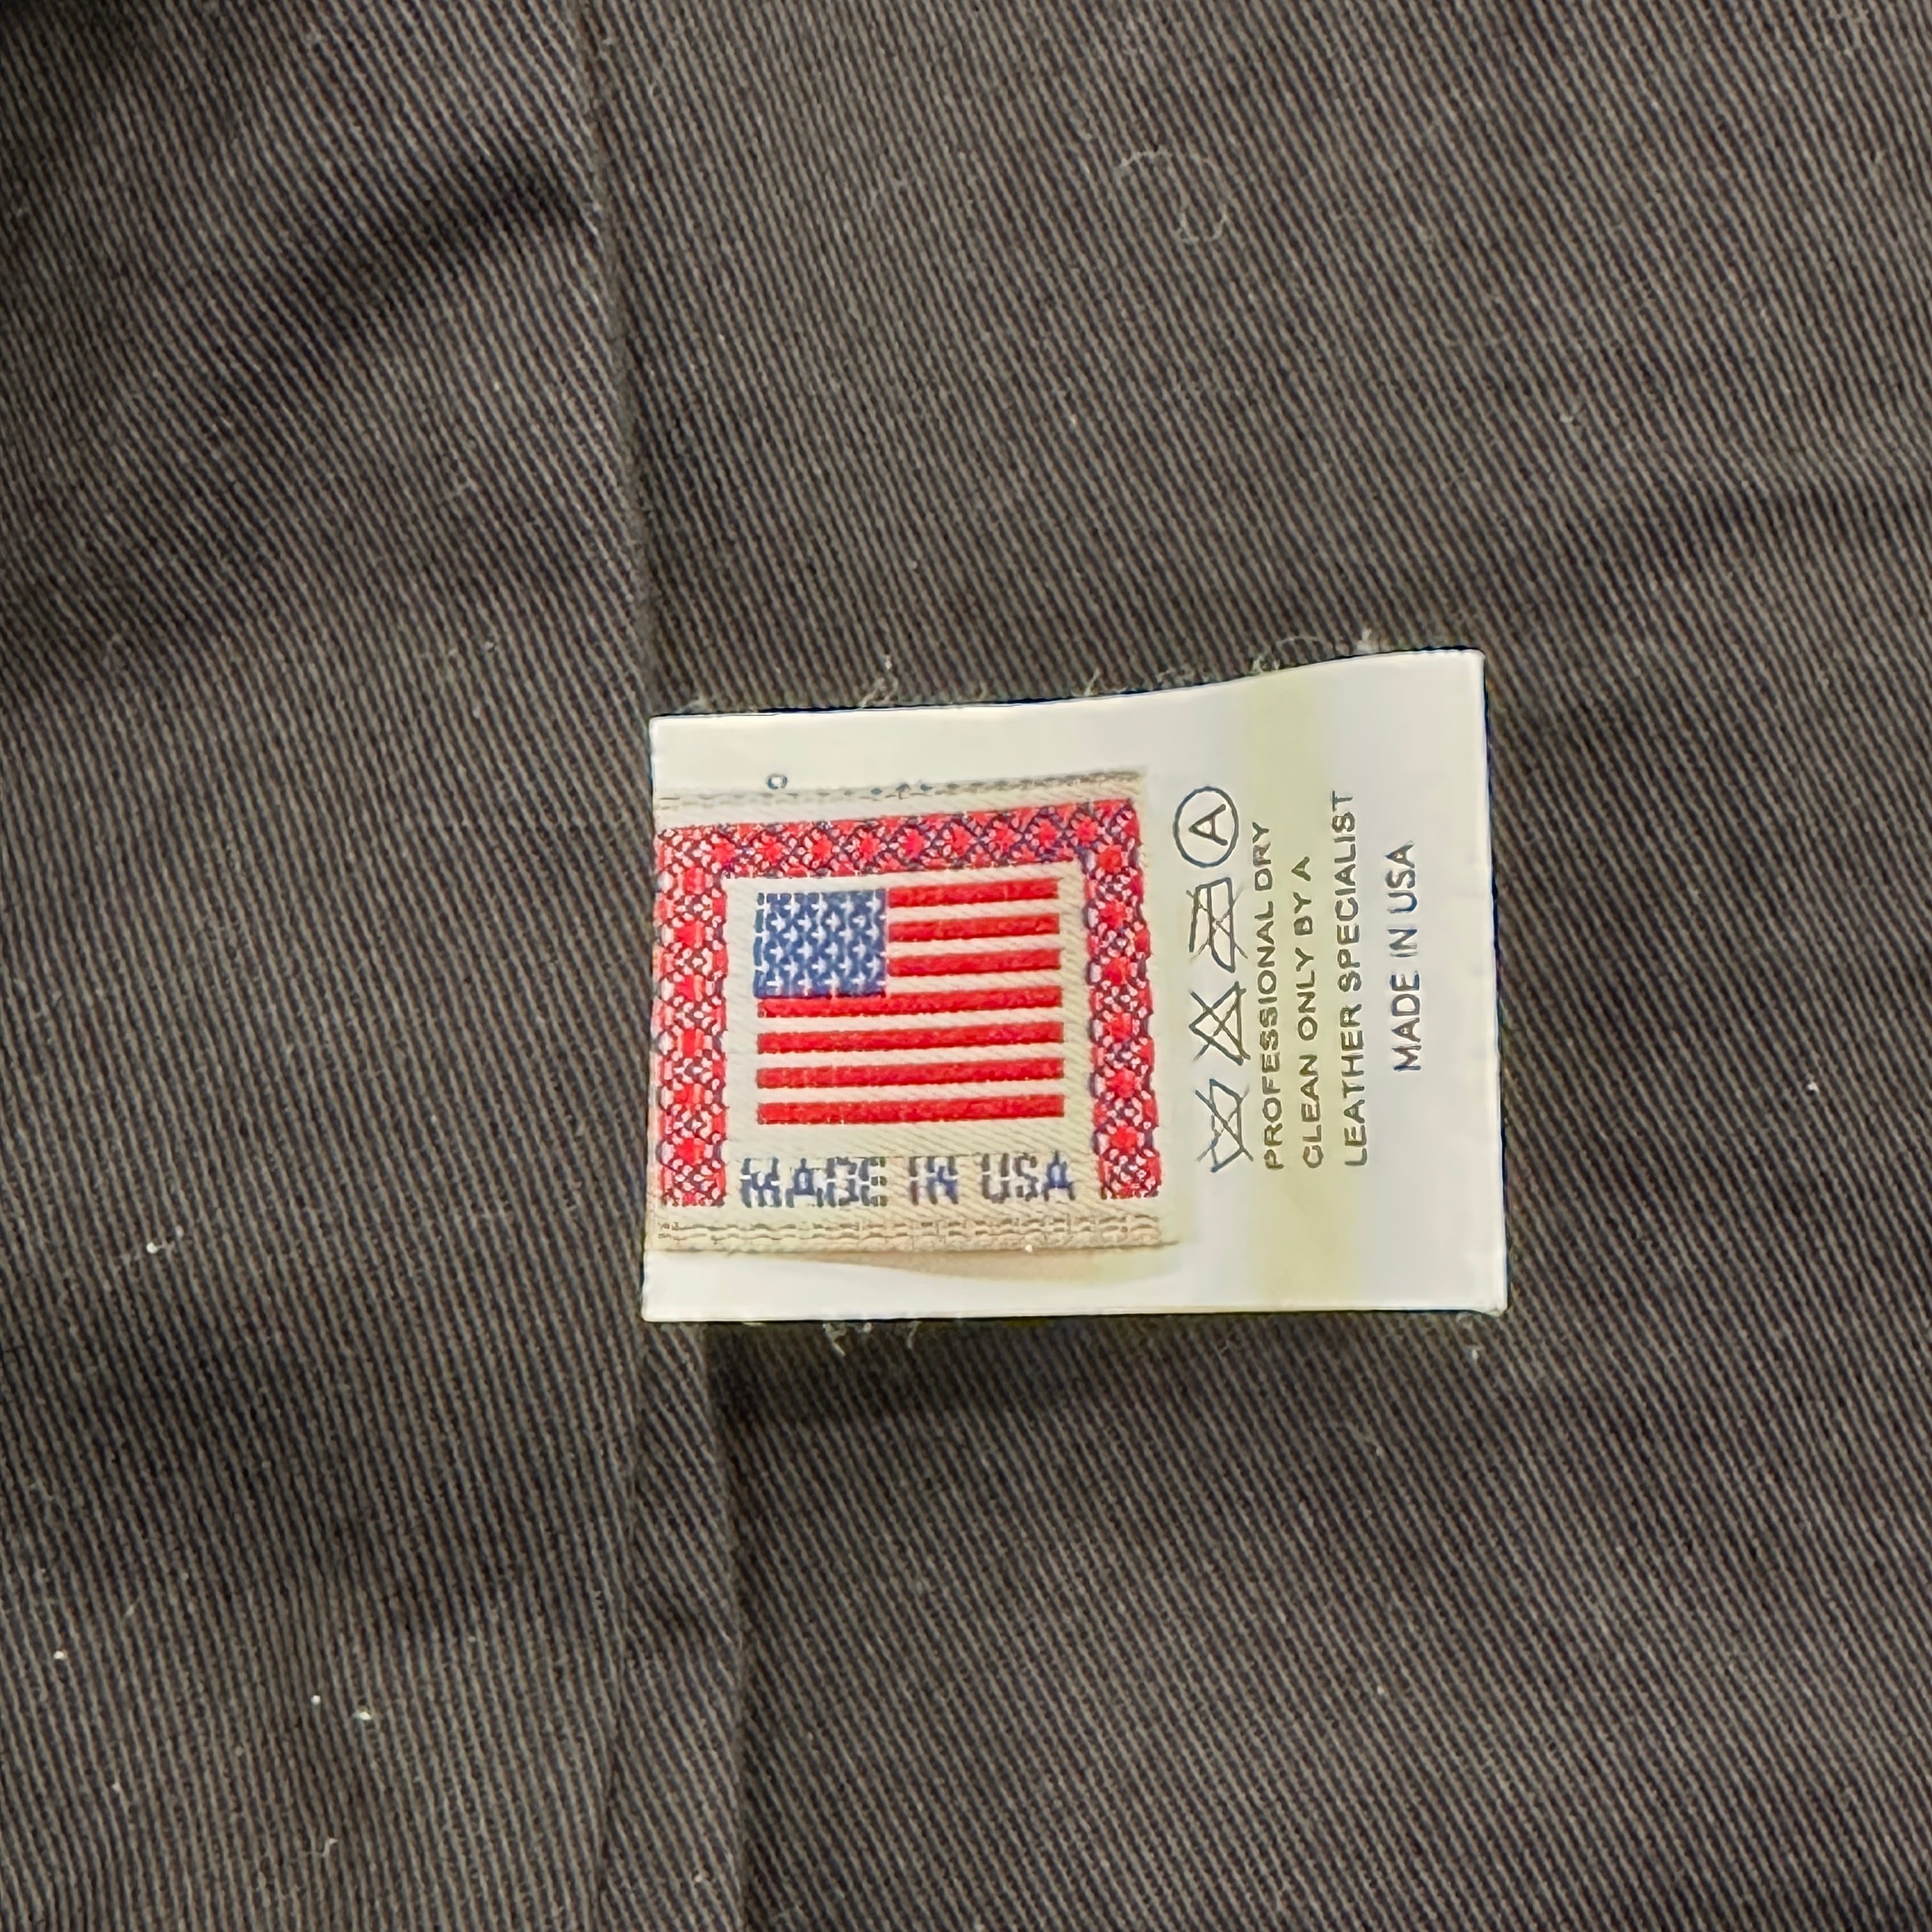 MADE IN USA
A
PROFESSIONAL DRY
CLEAN ONLY BY A
LEATHER SPECIALIST
MADE IN USA